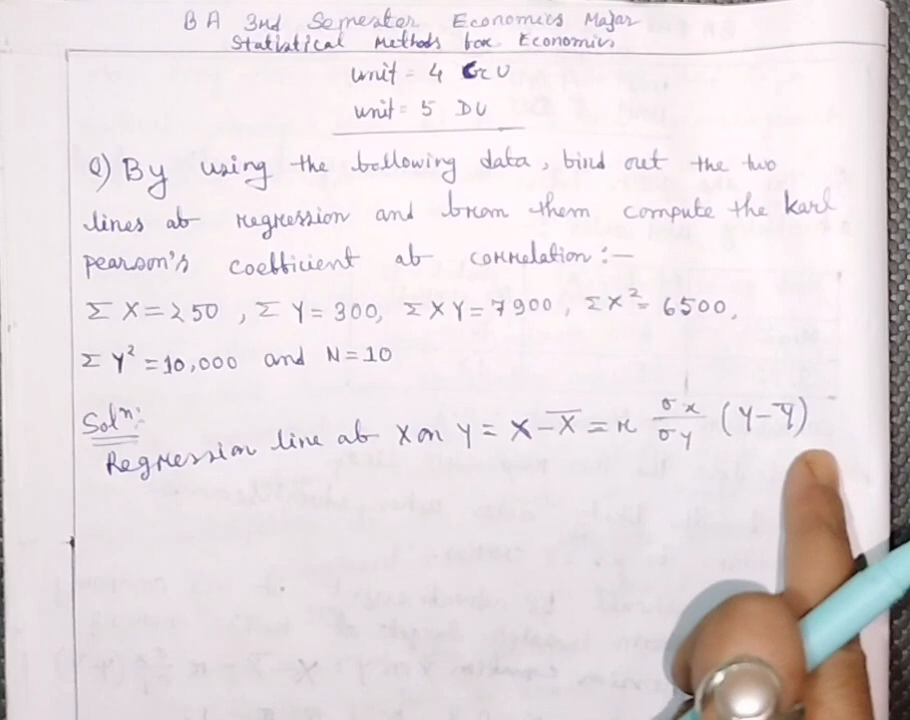 BA 3rd Semester Economics Major
Statistical Methods for Economics
unit = 4 GU
unit = 5 DU
Q) By using the following data, find out the two
lines of regression and from them compute the karl
pearson's coefficient of correlation :-
Σ X = 250, Σ Y = 300, Σ X Y = 7900, Σ X² = 6500,
Σ Y² = 10,000 and N = 10
Solⁿ:
Regression line of X on Y = X - X̅ = r σx/σy (Y - Y̅)